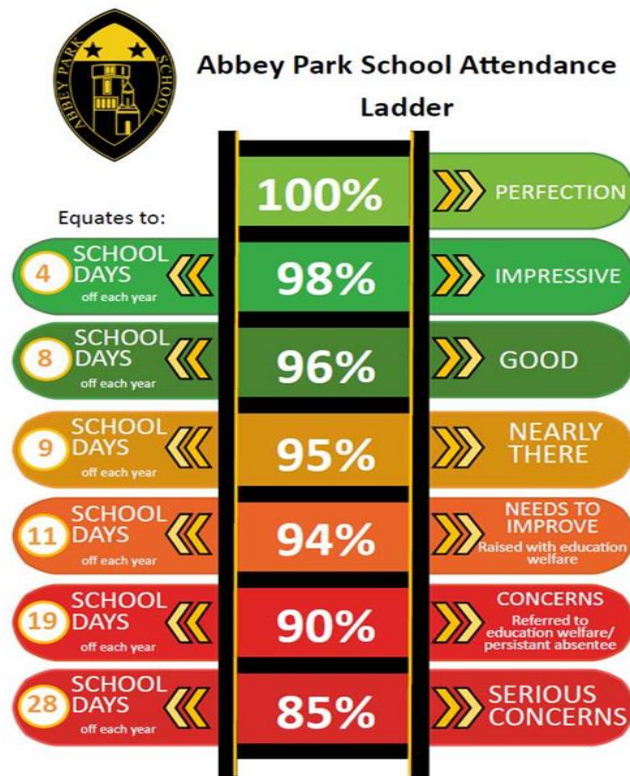 ABBEY PARK SCHOOL
Abbey Park School Attendance
Ladder
Equates to:
100%
PERFECTION
4
SCHOOL
DAYS
off each year
98%
IMPRESSIVE
8
SCHOOL
DAYS
off each year
96%
GOOD
9
SCHOOL
DAYS
off each year
95%
NEARLY
THERE
11
SCHOOL
DAYS
off each year
94%
NEEDS TO
IMPROVE
Raised with education
welfare
19
SCHOOL
DAYS
off each year
90%
CONCERNS
Referred to
education welfare/
persistant absentee
28
SCHOOL
DAYS
off each year
85%
SERIOUS
CONCERNS